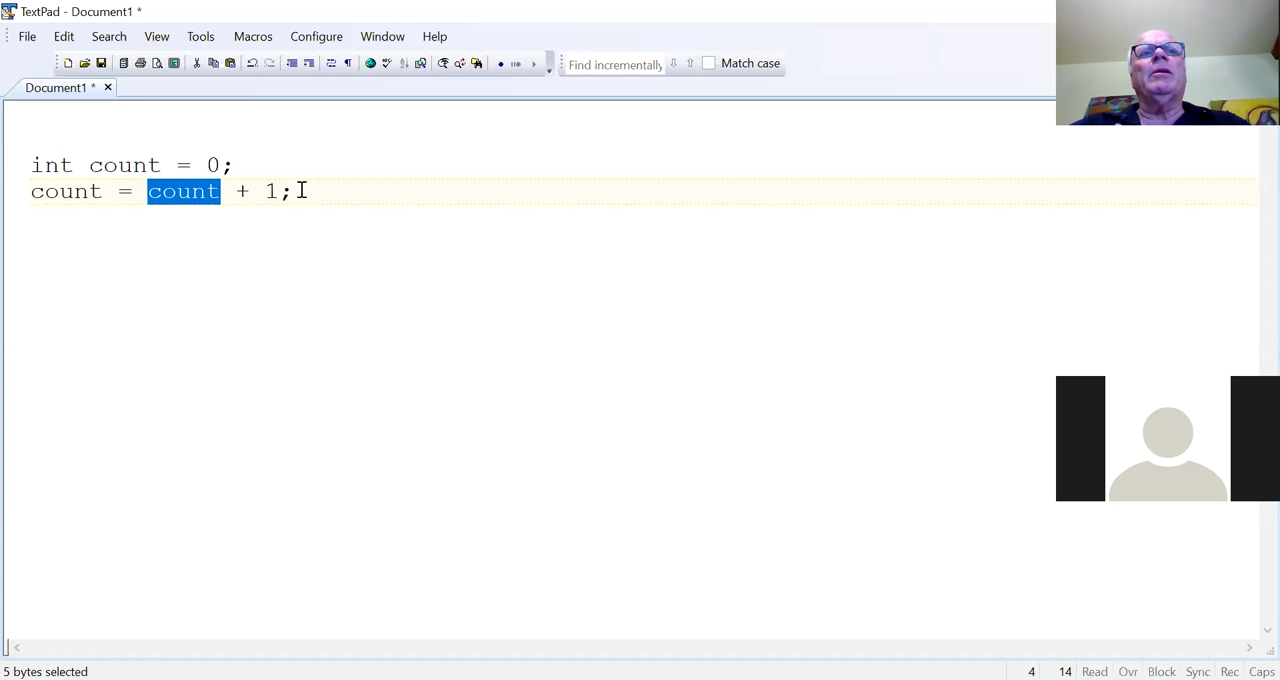 TextPad - Document1 *
File Edit Search View Tools Macros Configure Window Help
Find incrementally Match case
Document1 *
int count = 0;
count = count + 1;
5 bytes selected 4 14 Read Ovr Block Sync Rec Caps